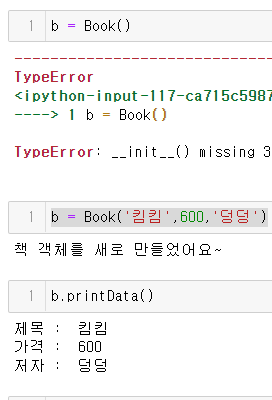 1 b = Book()
---------------------------------
TypeError
<ipython-input-117-ca715c5987
----> 1 b = Book()
TypeError: __init__() missing 3
1 b = Book('킴킴',600,'덩덩')
책 객체를 새로 만들었어요~
1 b.printData()
제목 : 킴킴
가격 : 600
저자 : 덩덩